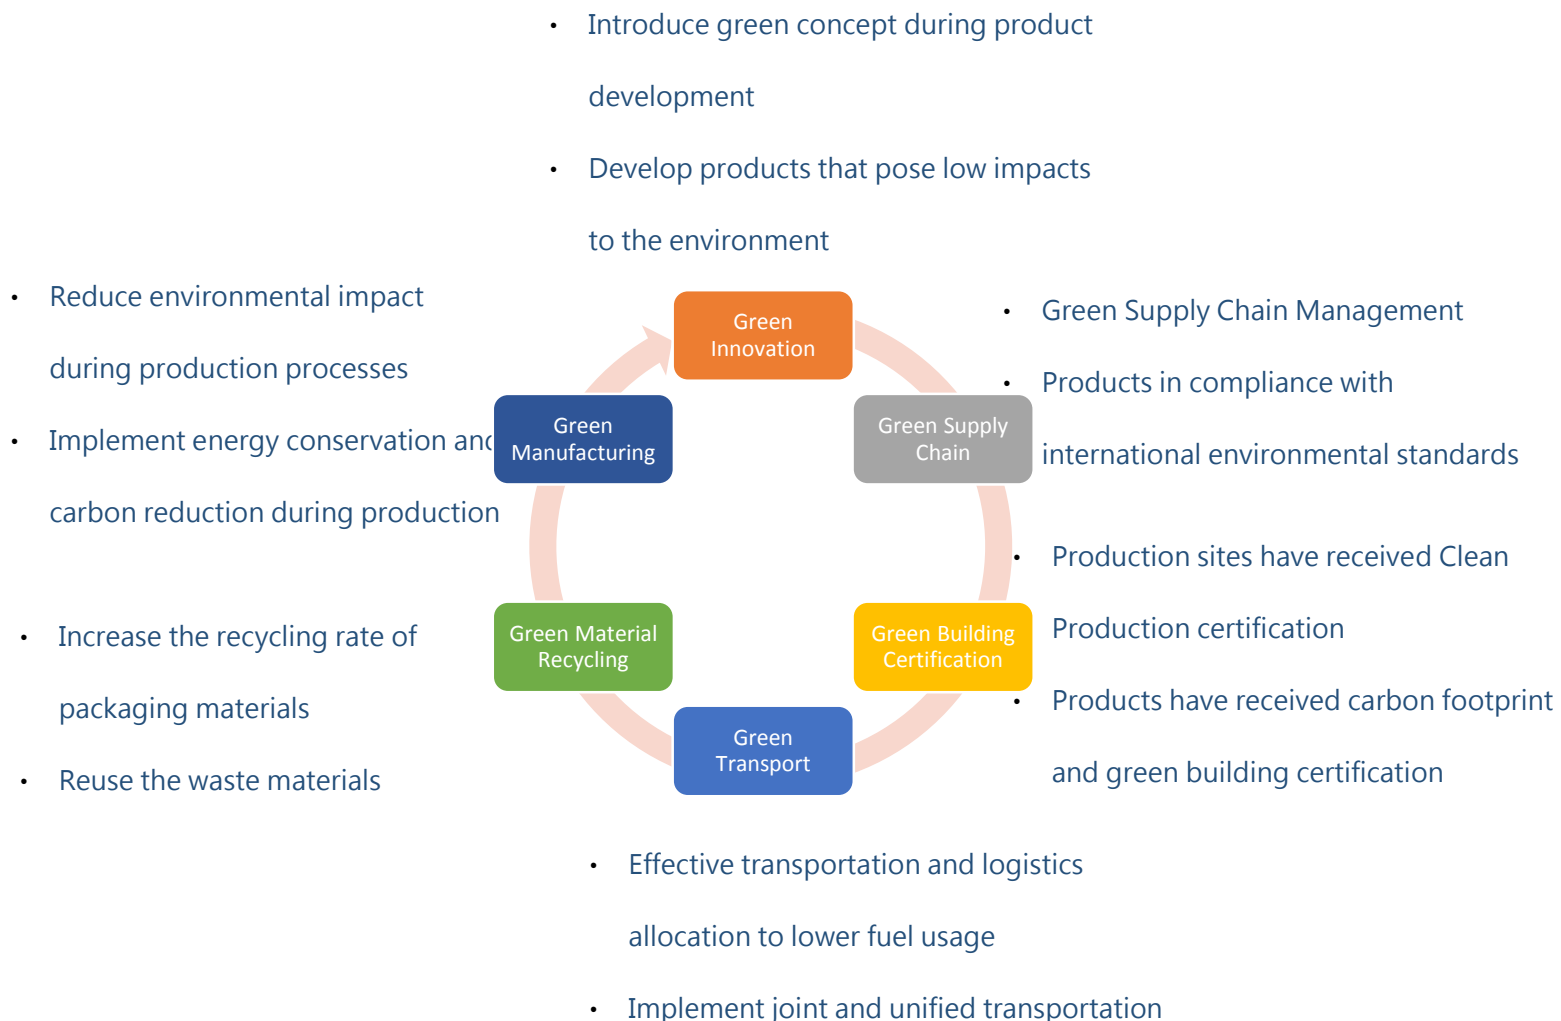 • Introduce green concept during product
development
• Develop products that pose low impacts
to the environment
• Reduce environmental impact
during production processes
• Implement energy conservation and
carbon reduction during production
Green
Innovation
• Green Supply Chain Management
• Products in compliance with
international environmental standards
Green
Manufacturing
Green Supply
Chain
• Production sites have received Clean
Production certification
• Products have received carbon footprint
and green building certification
Green Material
Recycling
Green Building
Certification
• Increase the recycling rate of
packaging materials
• Reuse the waste materials
Green
Transport
• Effective transportation and logistics
allocation to lower fuel usage
• Implement joint and unified transportation